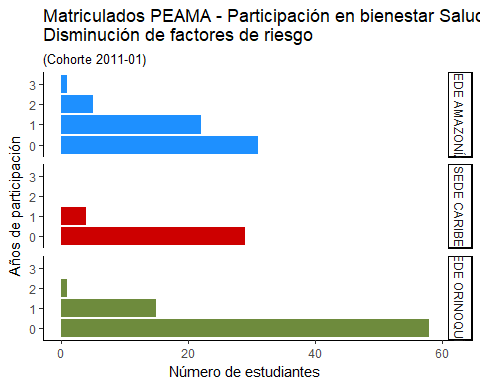 Matriculados PEAMA - Participación en bienestar Salud
Disminución de factores de riesgo
(Cohorte 2011-01)
Años de participación
3
2
1
0
EDE AMAZONÍ
3
2
1
0
SEDE CARIBE
3
2
1
0
EDE ORINOQU
0
20
40
60
Número de estudiantes